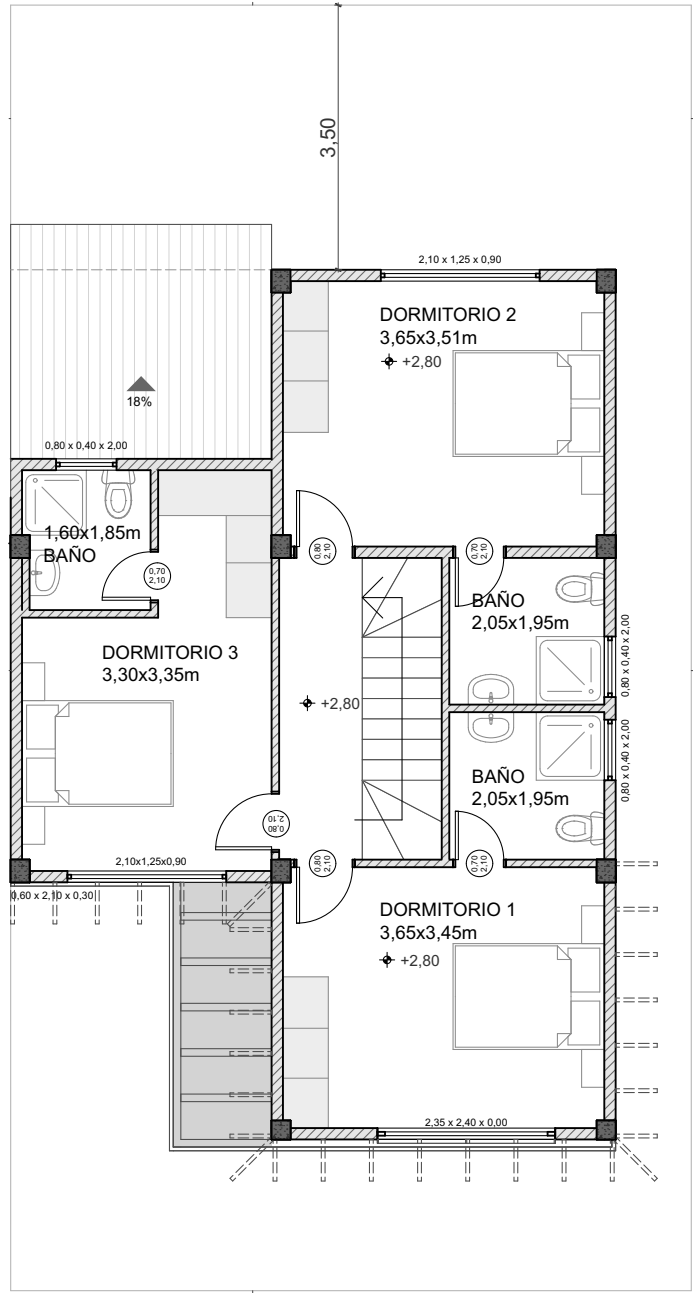 3,50
2,10 x 1,25 x 0,90
DORMITORIO 2
3,65x3,51m
+2,80
18%
0,80 x 0,40 x 2,00
1,60x1,85m
BAÑO
0,70
2,10
0,80
2,10
0,70
2,10
BAÑO
2,05x1,95m
0,80 x 0,40 x 2,00
DORMITORIO 3
3,30x3,35m
+2,80
0,80 x 0,40 x 2,00
BAÑO
2,05x1,95m
0,80
2,10
2,10x1,25x0,90
0,80
2,10
0,70
2,10
0,60 x 2,10 x 0,30
DORMITORIO 1
3,65x3,45m
+2,80
2,35 x 2,40 x 0,00